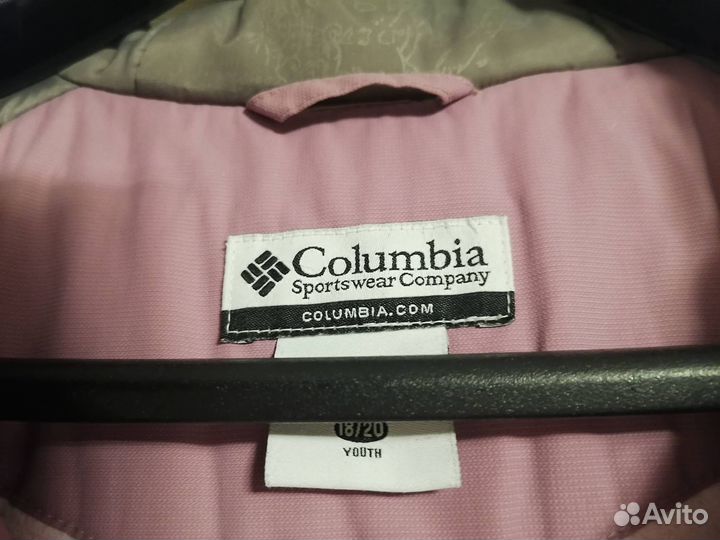 Columbia
Sportswear Company
COLUMBIA.COM
18/20
YOUTH
Avito